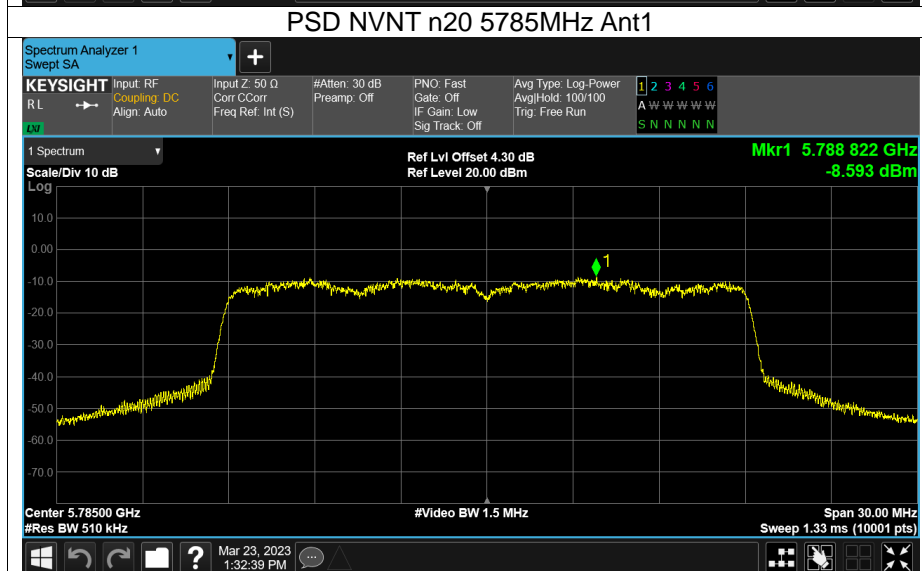 PSD NVNT n20 5785MHz Ant1
Spectrum Analyzer 1
Swept SA
KEYSIGHT Input: RF Input Z: 50 Ω #Atten: 30 dB PNO: Fast Avg Type: Log-Power 1 2 3 4 5 6
RL Coupling: DC Corr CCorr Preamp: Off Gate: Off Avg|Hold: 100/100 A W W W W W
Align: Auto Freq Ref: Int (S) IF Gain: Low Trig: Free Run
LXI Sig Track: Off S N N N N N
1 Spectrum Ref Lvl Offset 4.30 dB Mkr1 5.788 822 GHz
Scale/Div 10 dB Ref Level 20.00 dBm -8.593 dBm
Log
10.0
0.00
1
-10.0
-20.0
-30.0
-40.0
-50.0
-60.0
-70.0
Center 5.78500 GHz #Video BW 1.5 MHz Span 30.00 MHz
#Res BW 510 kHz Sweep 1.33 ms (10001 pts)
? Mar 23, 2023
1:32:39 PM